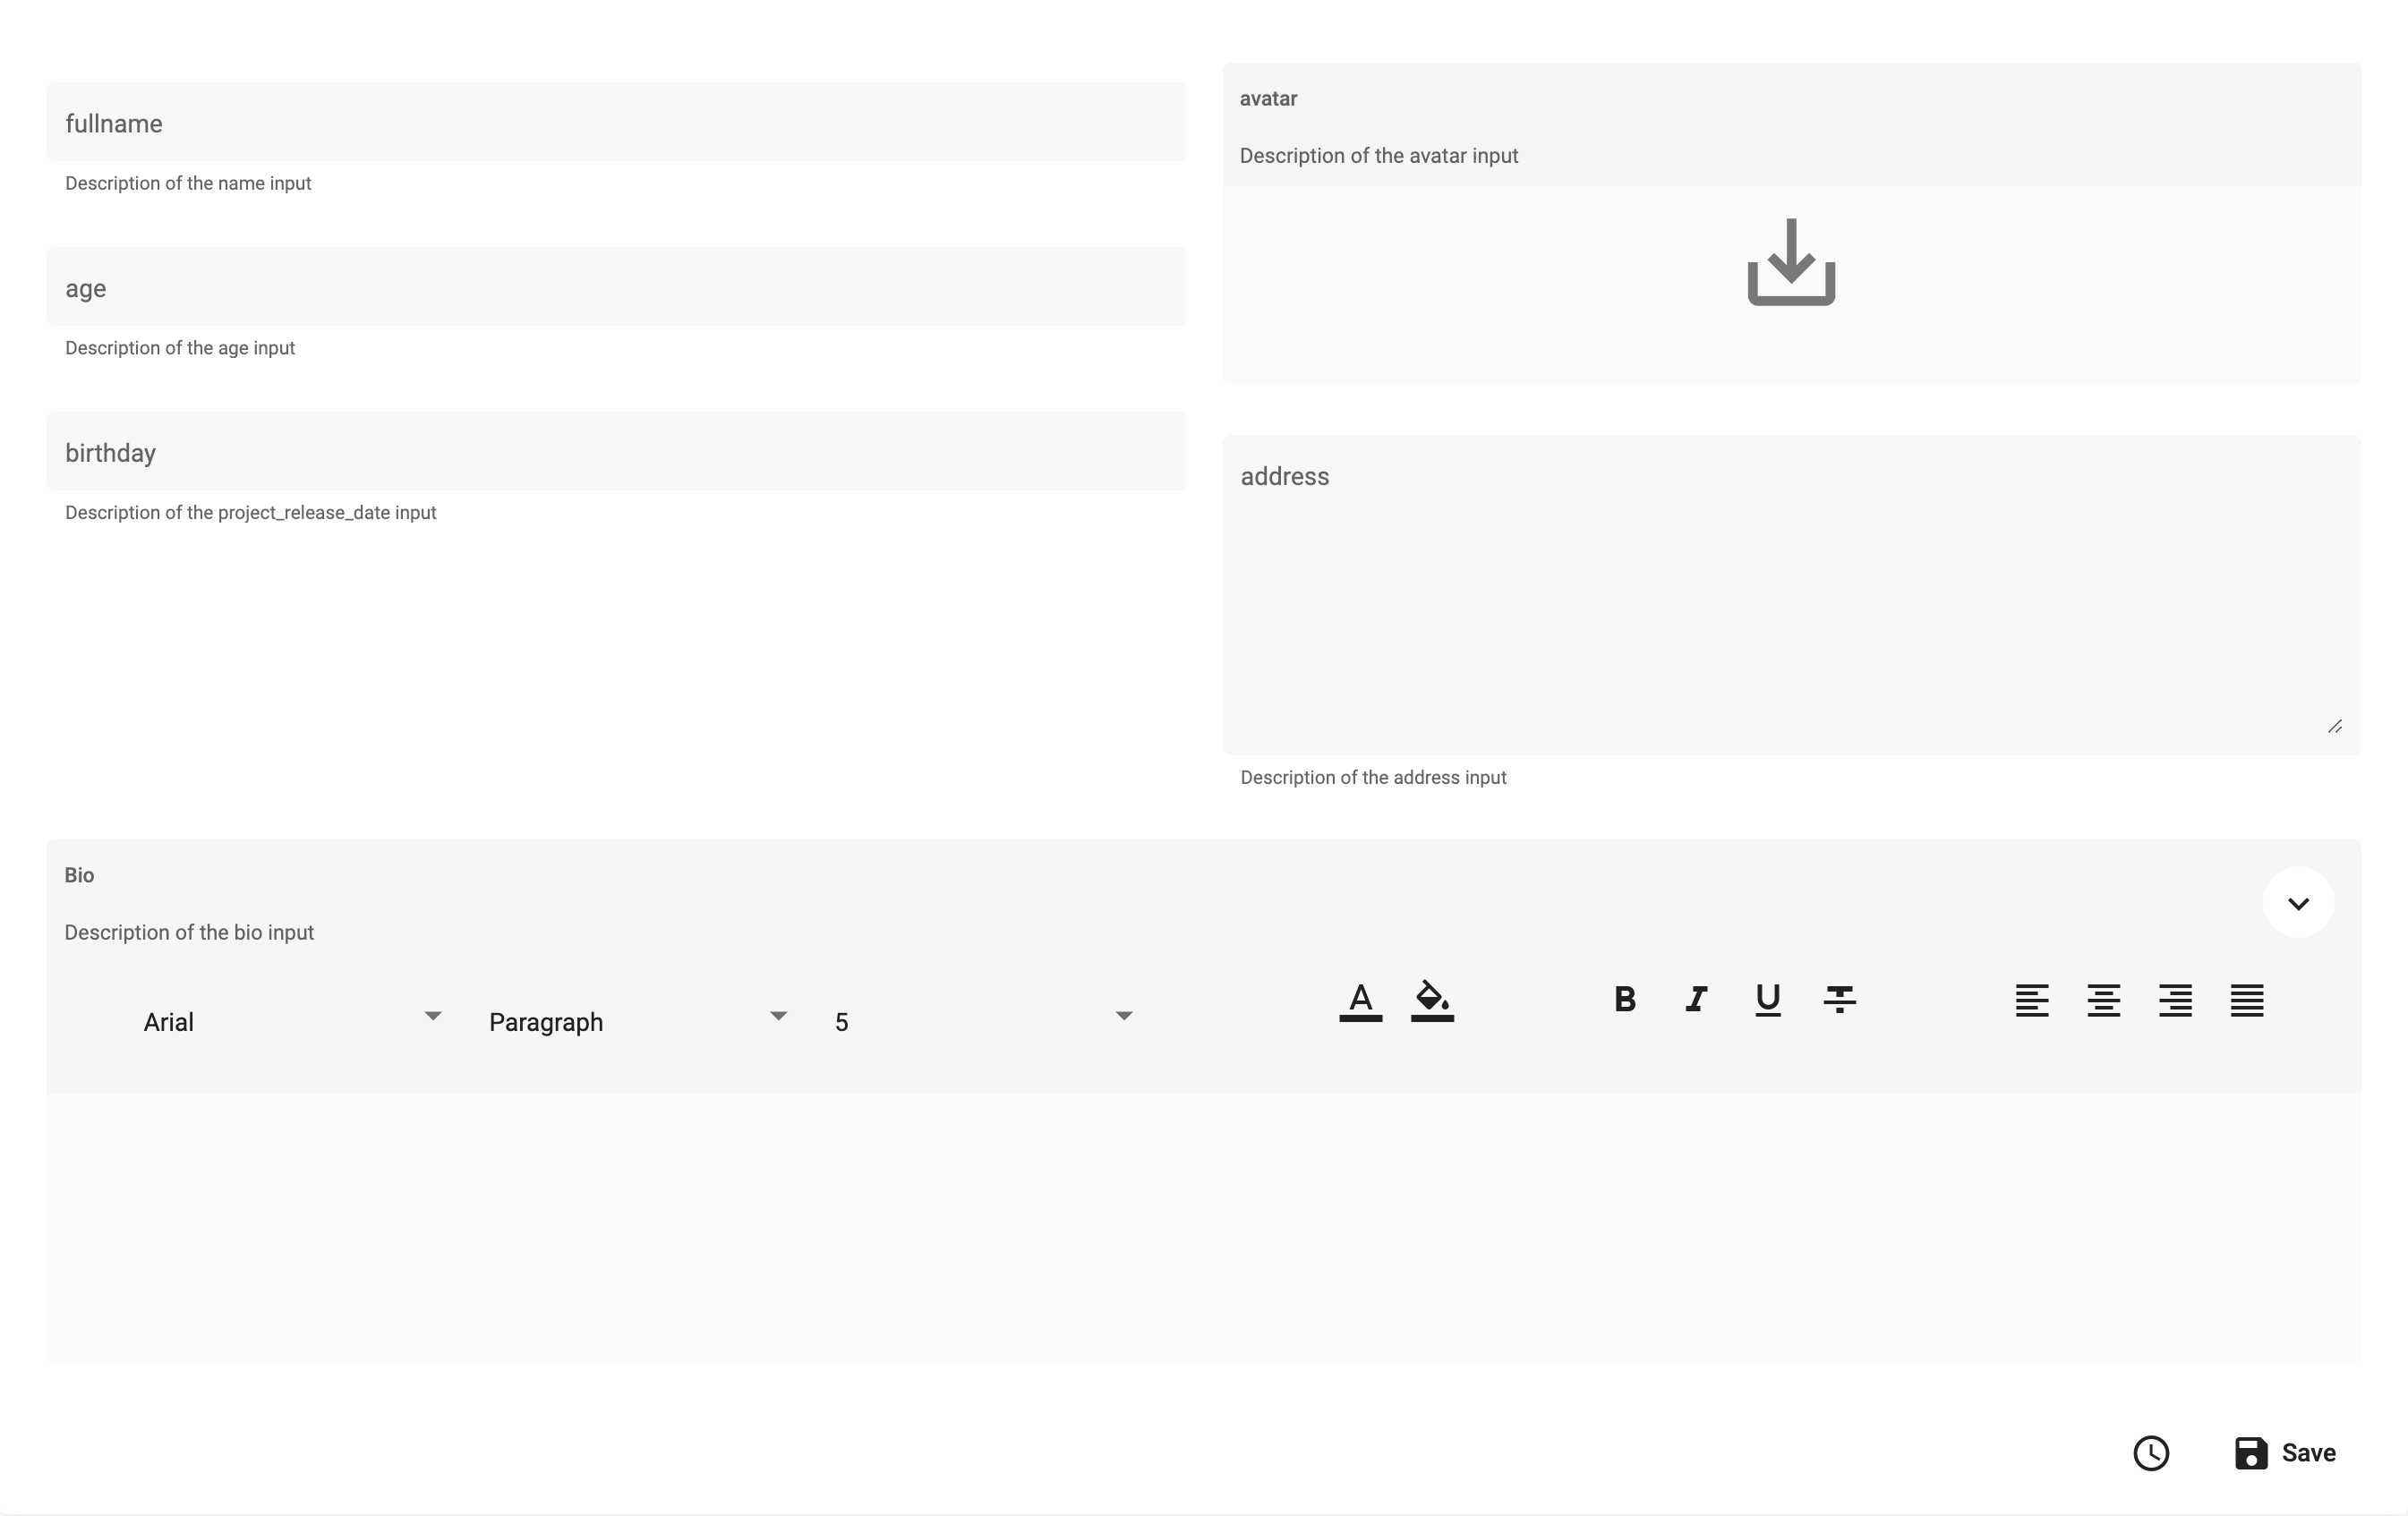 fullname
Description of the name input
age
Description of the age input
birthday
Description of the project_release_date input
avatar
Description of the avatar input
address
Description of the address input
Bio
Description of the bio input
Arial Paragraph 5 A B I U T
Save